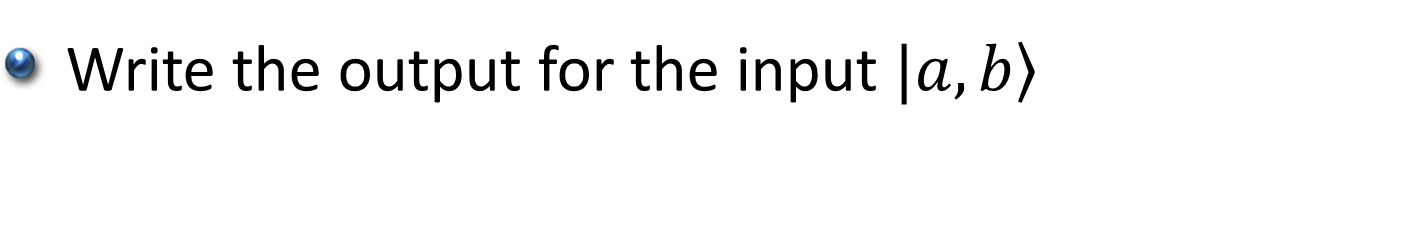 Write the output for the input |𝑎, 𝑏⟩